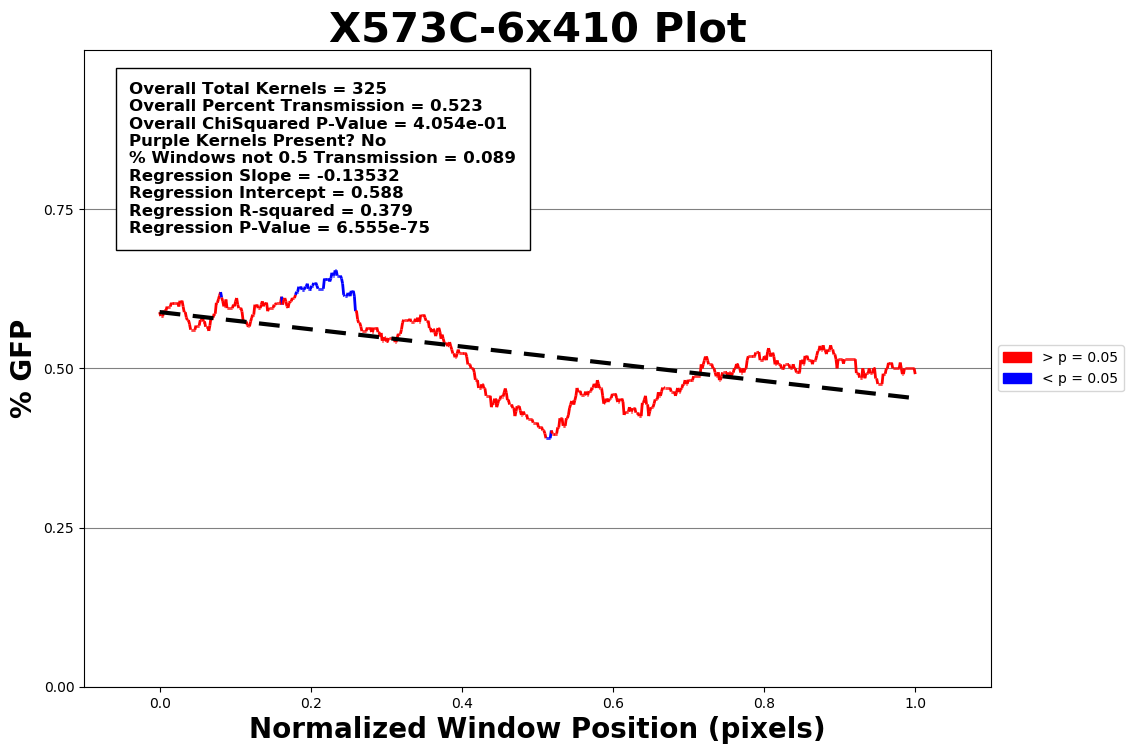 X573C-6x410 Plot
Overall Total Kernels = 325
Overall Percent Transmission = 0.523
Overall ChiSquared P-Value = 4.054e-01
Purple Kernels Present? No
% Windows not 0.5 Transmission = 0.089
Regression Slope = -0.13532
Regression Intercept = 0.588
Regression R-squared = 0.379
Regression P-Value = 6.555e-75
% GFP
0.75
0.50
0.25
0.00
0.0 0.2 0.4 0.6 0.8 1.0
Normalized Window Position (pixels)
> p = 0.05
< p = 0.05